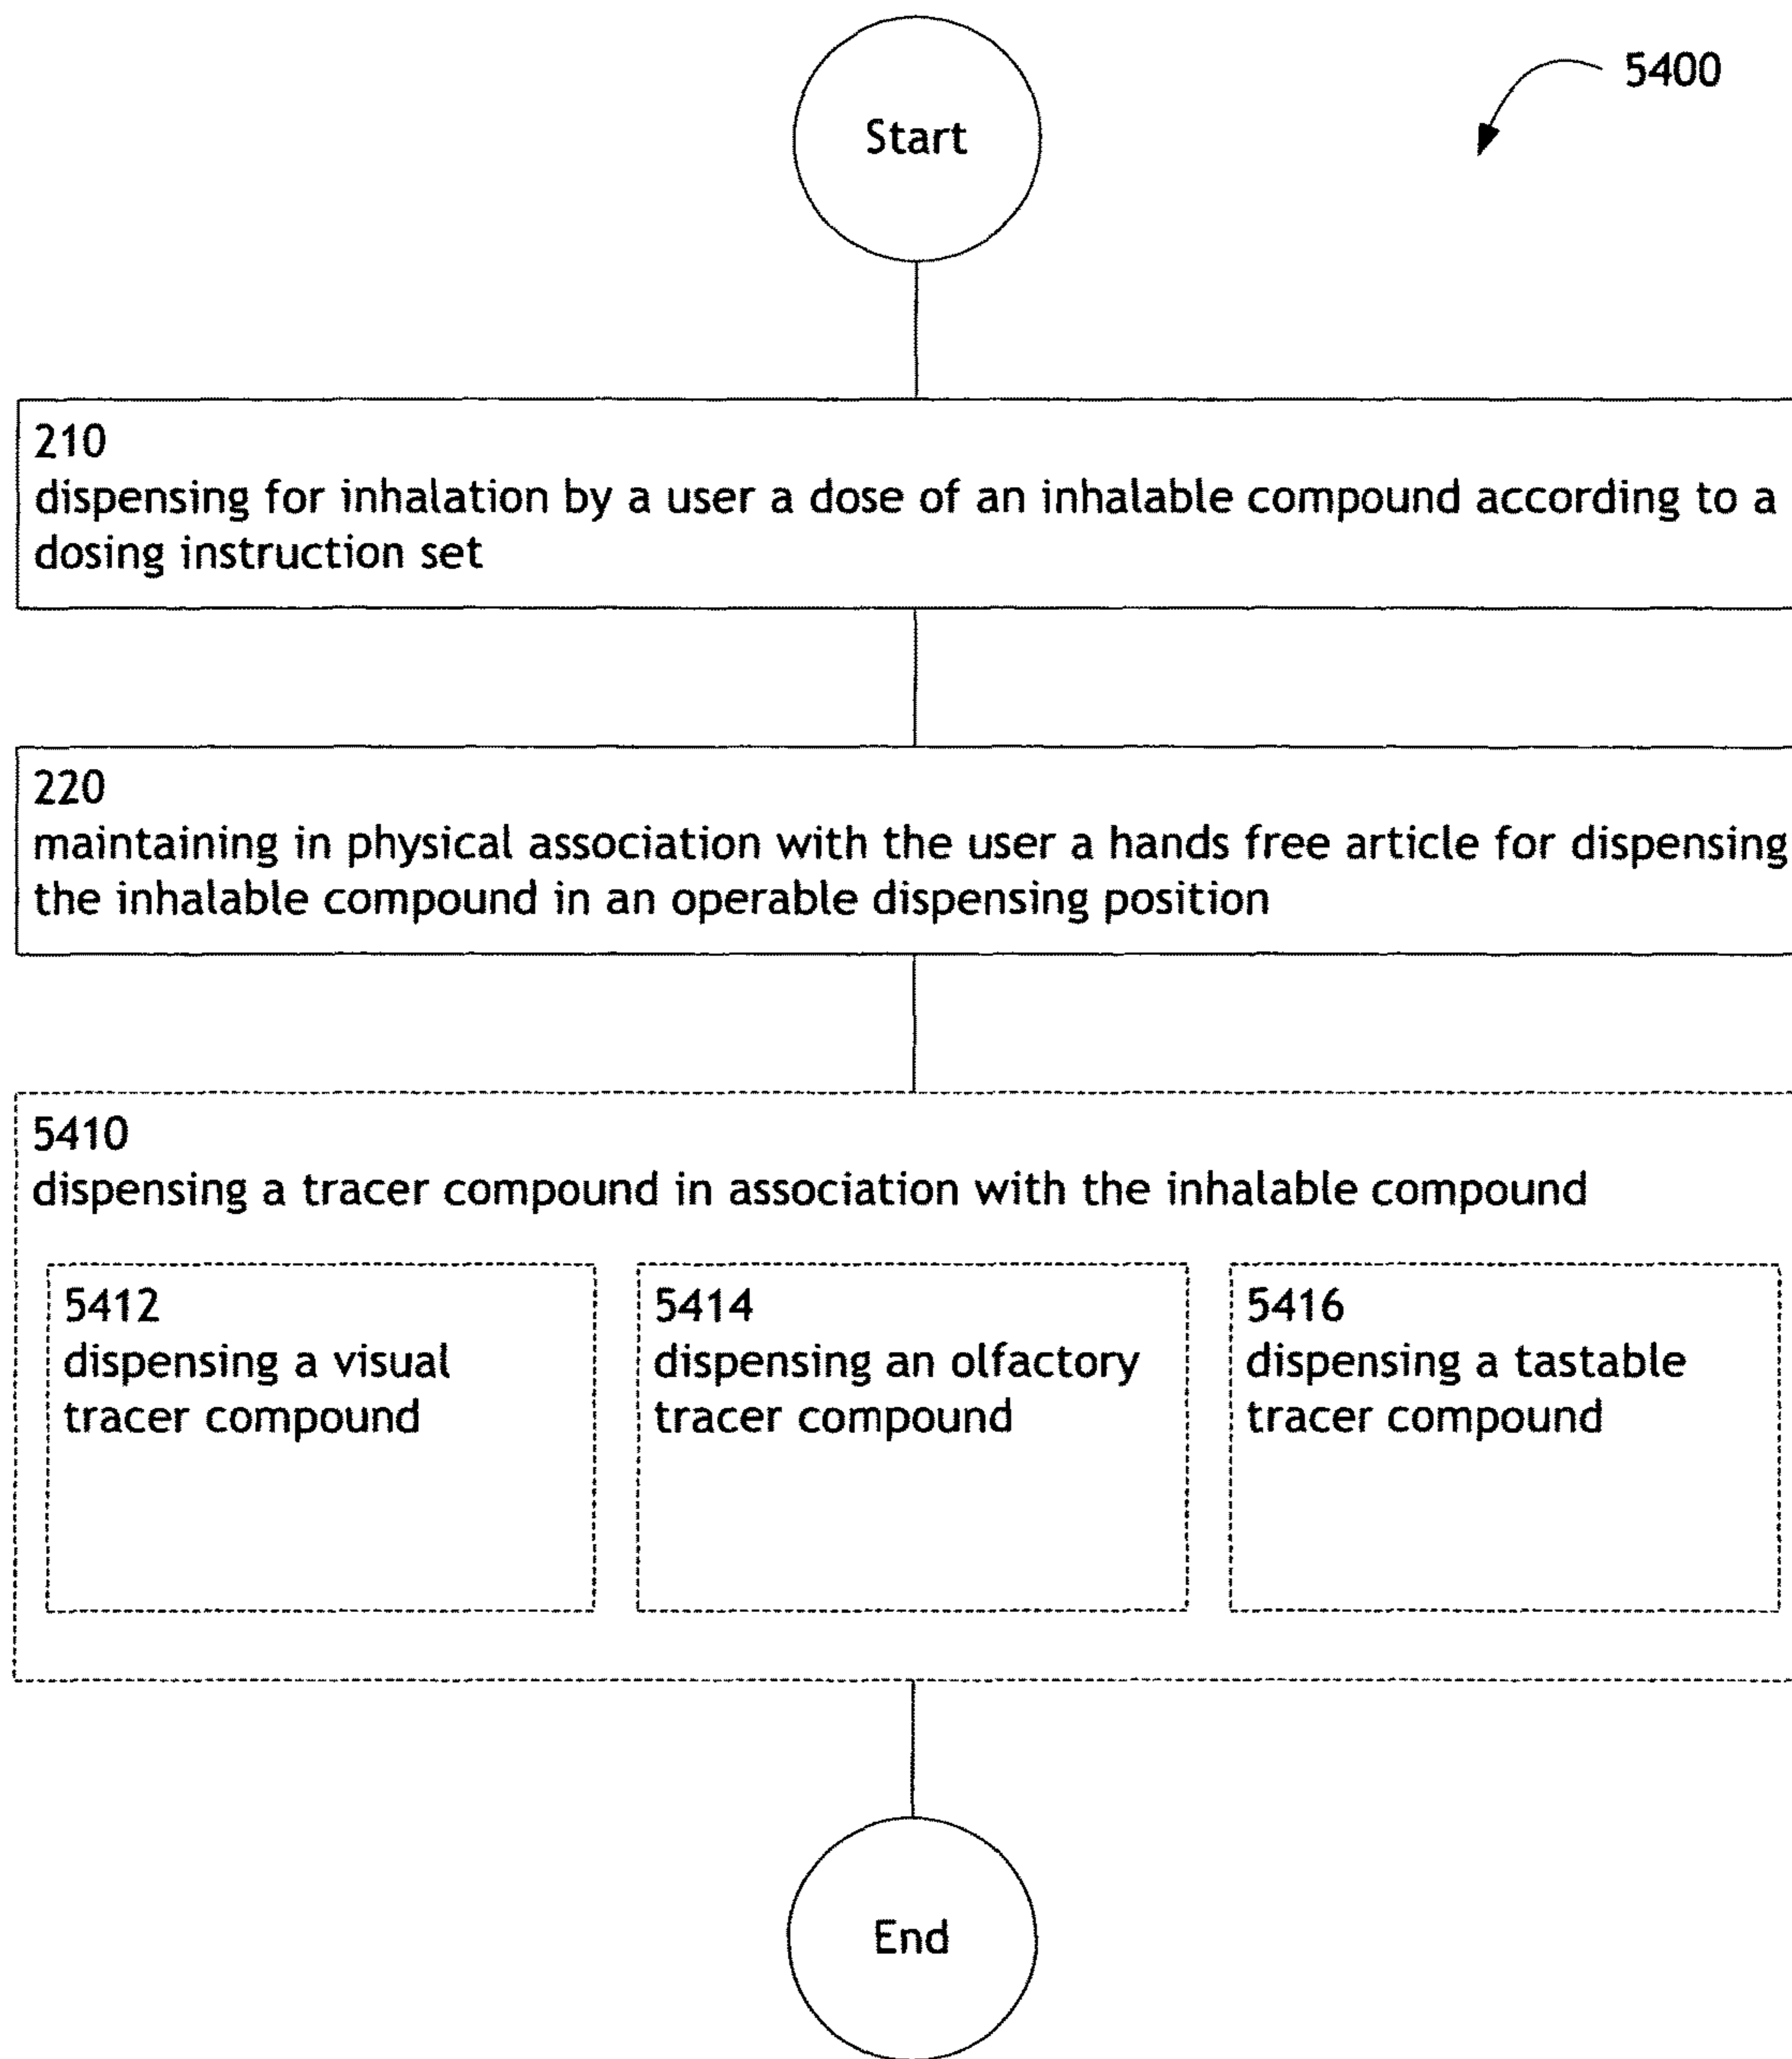 Start
5400
210
dispensing for inhalation by a user a dose of an inhalable compound according to a
dosing instruction set
220
maintaining in physical association with the user a hands free article for dispensing
the inhalable compound in an operable dispensing position
5410
dispensing a tracer compound in association with the inhalable compound
5412
dispensing a visual
tracer compound
5414
dispensing an olfactory
tracer compound
5416
dispensing a tastable
tracer compound
End